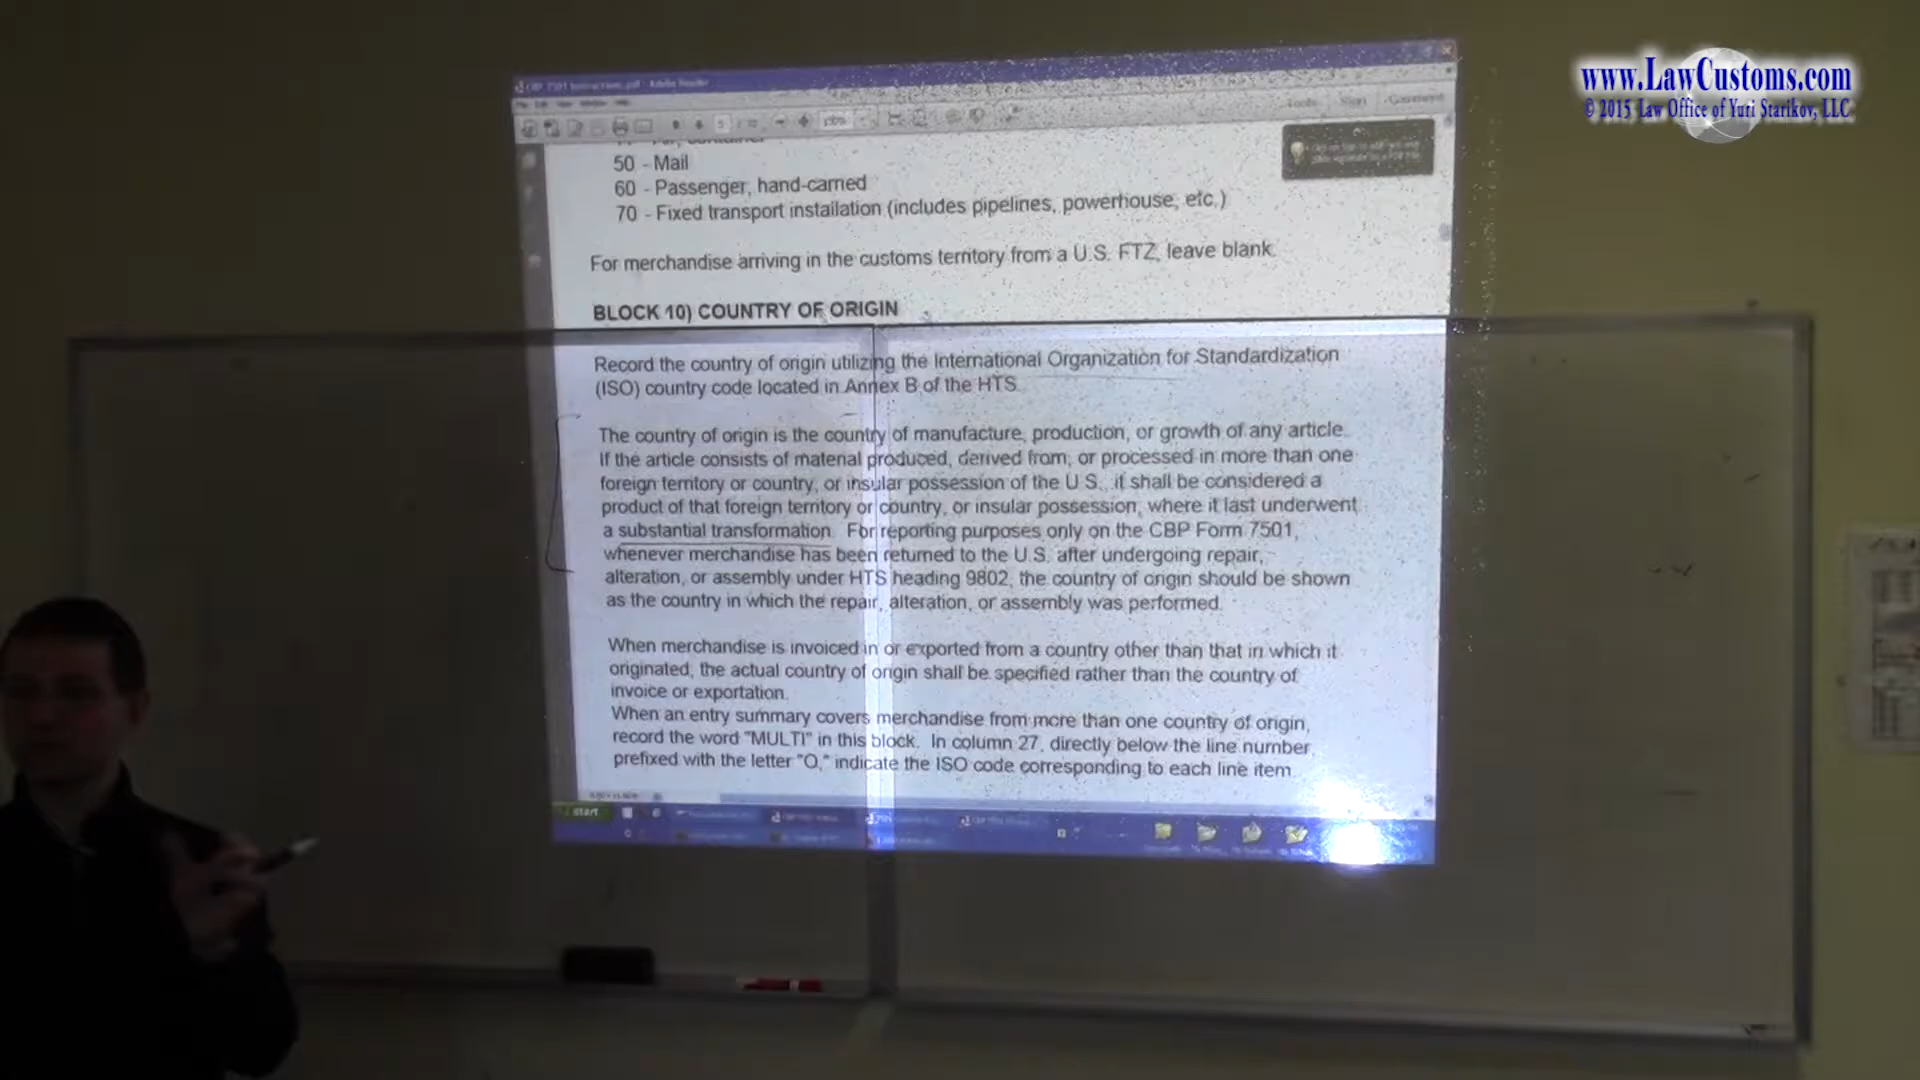 www.LawCustoms.com
© 2015 Law Office of Yuri Starikov, LLC
CBP 7501 Instructions.pdf - Adobe Reader
Tools Sign Comment
50 - Mail
60 - Passenger, hand-carried
70 - Fixed transport installation (includes pipelines, powerhouse, etc.)
For merchandise arriving in the customs territory from a U.S. FTZ, leave blank.
BLOCK 10) COUNTRY OF ORIGIN
Record the country of origin utilizing the International Organization for Standardization
(ISO) country code located in Annex B of the HTS.
The country of origin is the country of manufacture, production, or growth of any article.
If the article consists of material produced, derived from, or processed in more than one
foreign territory or country, or insular possession of the U.S., it shall be considered a
product of that foreign territory or country, or insular possession, where it last underwent
a substantial transformation. For reporting purposes only on the CBP Form 7501,
whenever merchandise has been returned to the U.S. after undergoing repair,
alteration, or assembly under HTS heading 9802, the country of origin should be shown
as the country in which the repair, alteration, or assembly was performed.
When merchandise is invoiced in or exported from a country other than that in which it
originated, the actual country of origin shall be specified rather than the country of
invoice or exportation.
When an entry summary covers merchandise from more than one country of origin,
record the word "MULTI" in this block. In column 27, directly below the line number,
prefixed with the letter "O," indicate the ISO code corresponding to each line item.
start